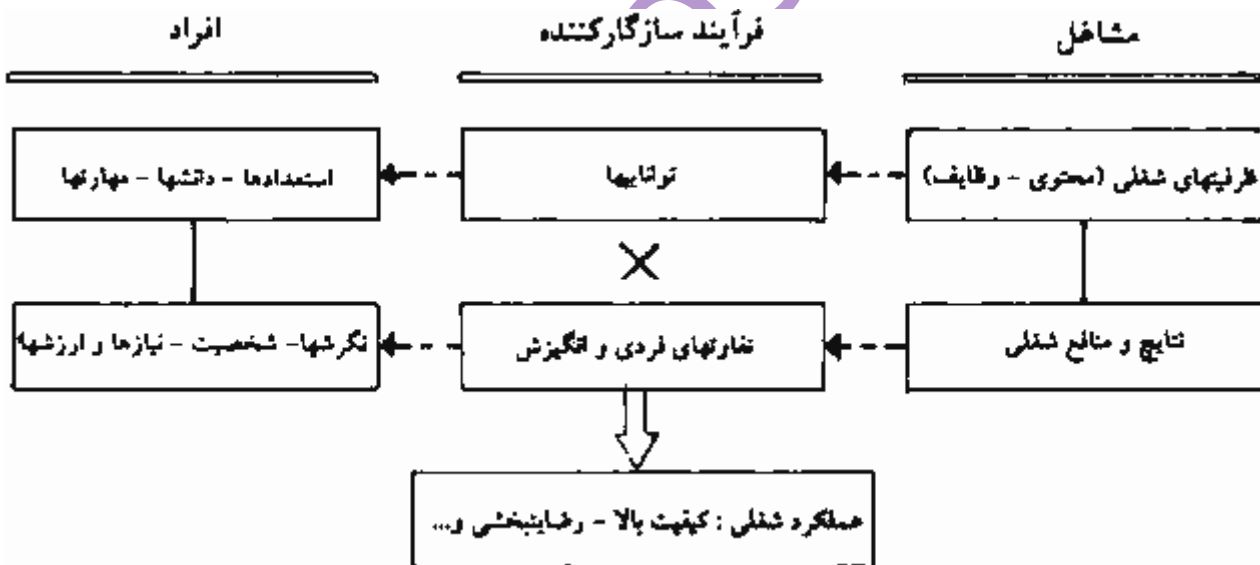 مشاغل
فرآیند سازگارکننده
افراد
ظرفیتهای شغلی (محتوی - وظایف)
تواناییها
استعدادها - دانشها - مهارتها
نتایج و منافع شغلی
تفاوتهای فردی و انگیزش
نگرشها - شخصیت - نیازها و ارزشها
عملکرد شغلی : کیفیت بالا - رضایتبخشی و...